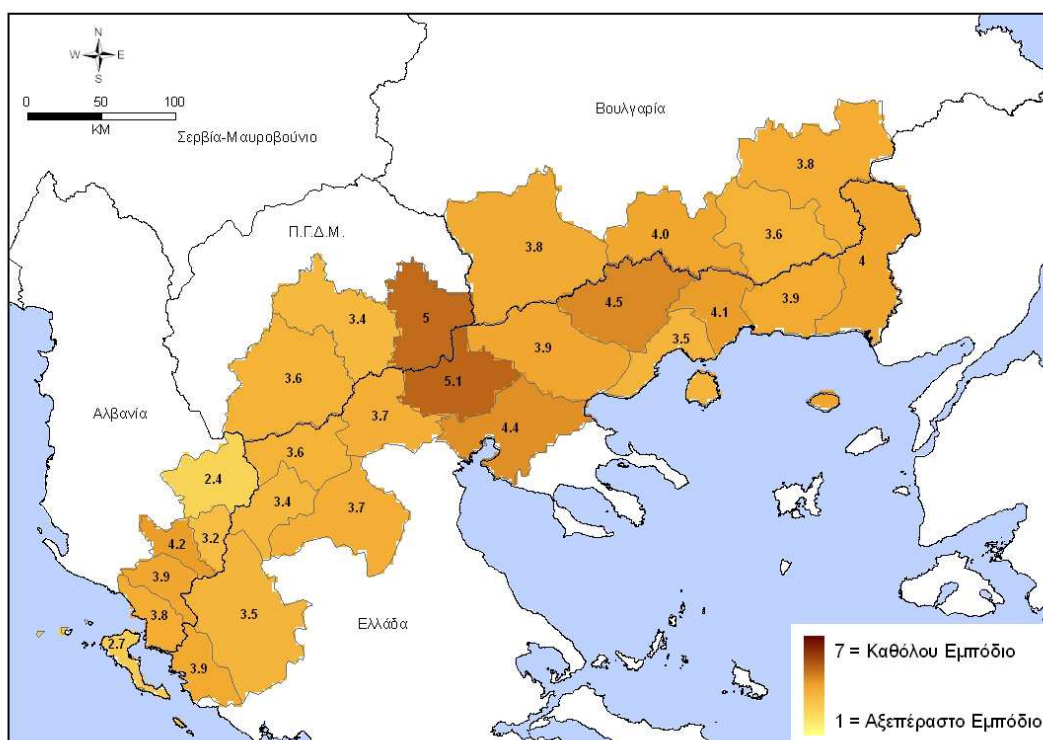 N
W E
S
0 50 100
KM
Σερβία-Μαυροβούνιο
Βουλγαρία
Π.Γ.Δ.Μ.
Αλβανία
Ελλάδα
3.8
3.6
4.0
3.8
4
4.5
4.1
3.9
3.5
3.4
5
3.9
3.6
5.1
3.7
4.4
3.6
2.4
3.4
3.7
4.2
3.2
3.9
3.8
3.5
2.7
3.9
7 = Καθόλου Εμπόδιο
1 = Αξεπέραστο Εμπόδιο